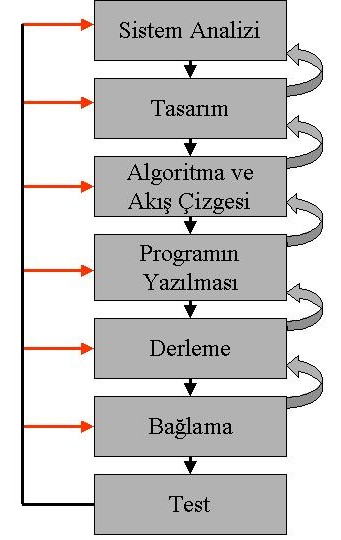 Sistem Analizi
Tasarım
Algoritma ve
Akış Çizgesi
Programın
Yazılması
Derleme
Bağlama
Test